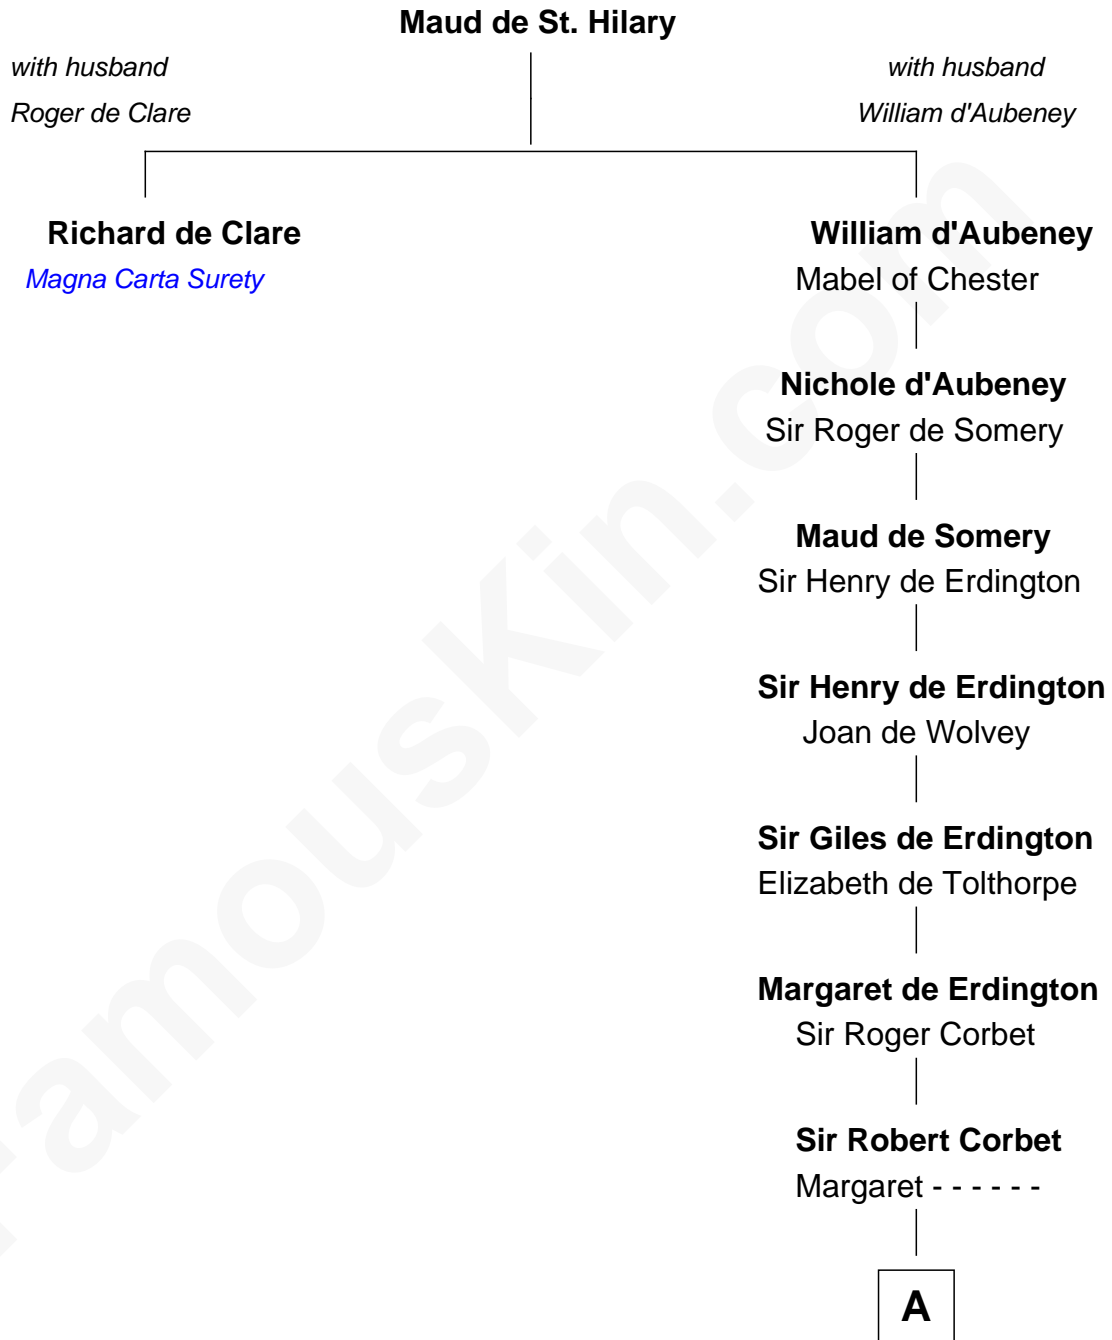 Maud de St. Hilary
with husband
Roger de Clare
with husband
William d'Aubeney
Richard de Clare
Magna Carta Surety
William d'Aubeney
Mabel of Chester
Nichole d'Aubeney
Sir Roger de Somery
Maud de Somery
Sir Henry de Erdington
Sir Henry de Erdington
Joan de Wolvey
Sir Giles de Erdington
Elizabeth de Tolthorpe
Margaret de Erdington
Sir Roger Corbet
Sir Robert Corbet
Margaret - - - - - -
A
FamousKin.com